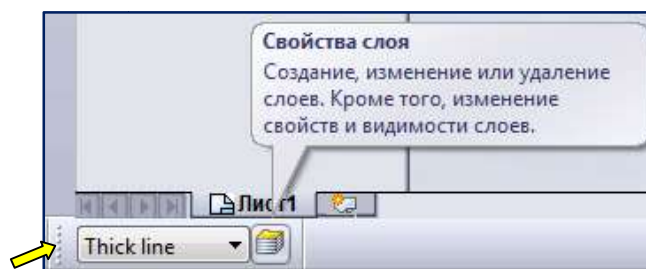 Свойства слоя
Создание, изменение или удаление
слоев. Кроме того, изменение
свойств и видимости слоев.
Лист1
Thick line